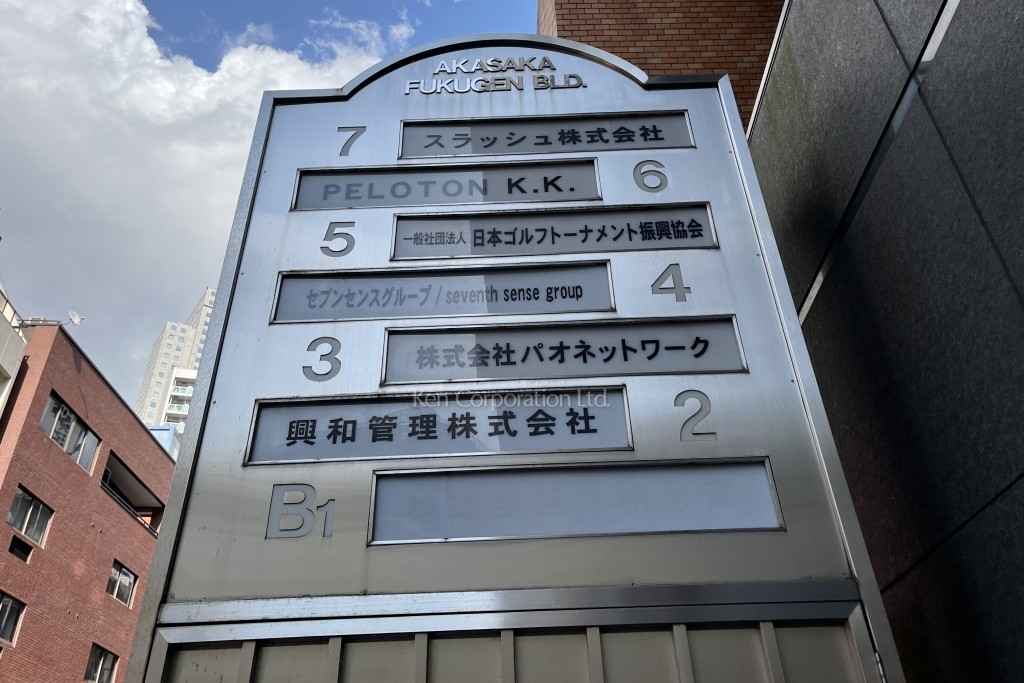 AKASAKA
FUKUGEN BLD.
7 スラッシュ株式会社
PELOTON K.K. 6
5 一般社団法人 日本ゴルフトーナメント振興協会
セブンセンスグループ / seventh sense group 4
3 株式会社パオネットワーク
Ken Corporation Ltd.
興和管理株式会社 2
B1